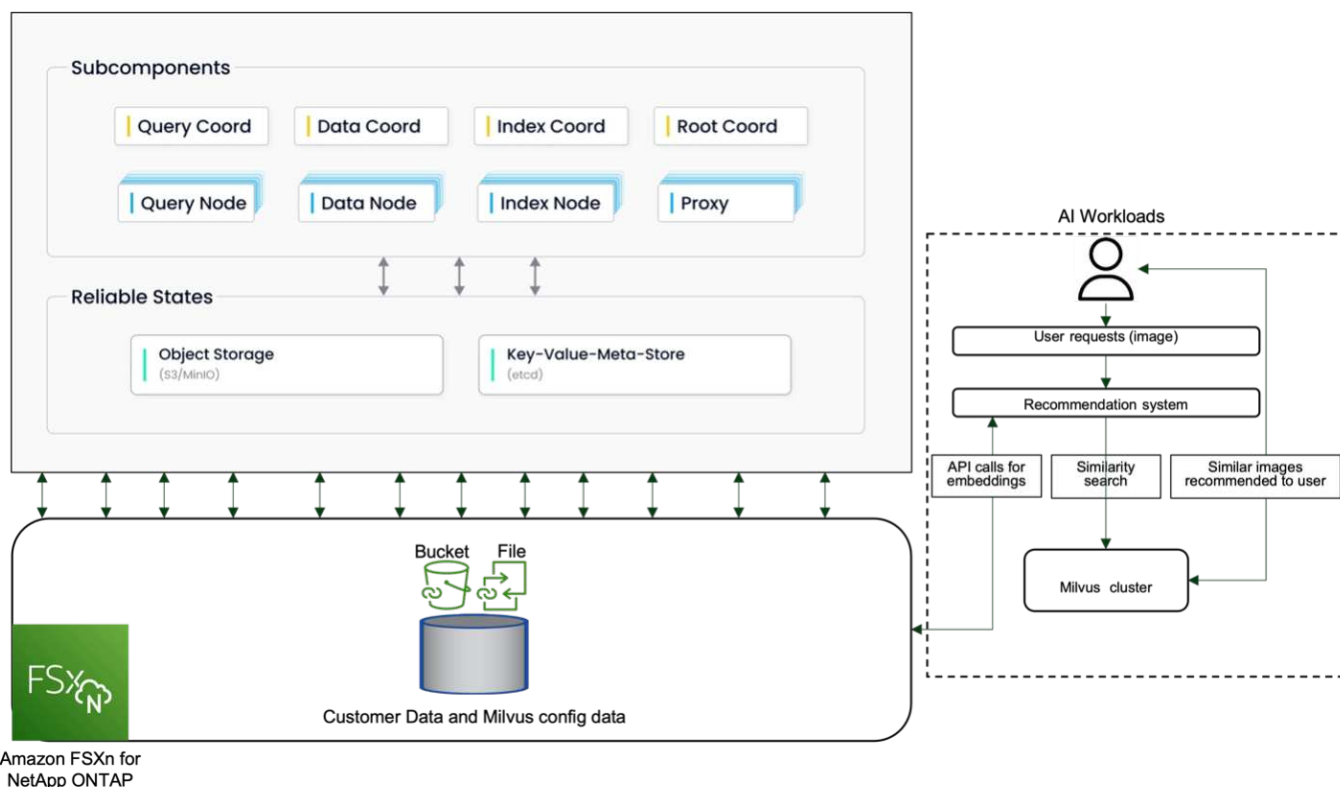 Subcomponents
Query Coord
Data Coord
Index Coord
Root Coord
Query Node
Data Node
Index Node
Proxy
Reliable States
Object Storage
(S3/MinIO)
Key-Value-Meta-Store
(etcd)
Bucket
File
FSx
N
Customer Data and Milvus config data
Amazon FSXn for
NetApp ONTAP
AI Workloads
User requests (image)
Recommendation system
API calls for
embeddings
Similarity
search
Similar images
recommended to user
Milvus cluster